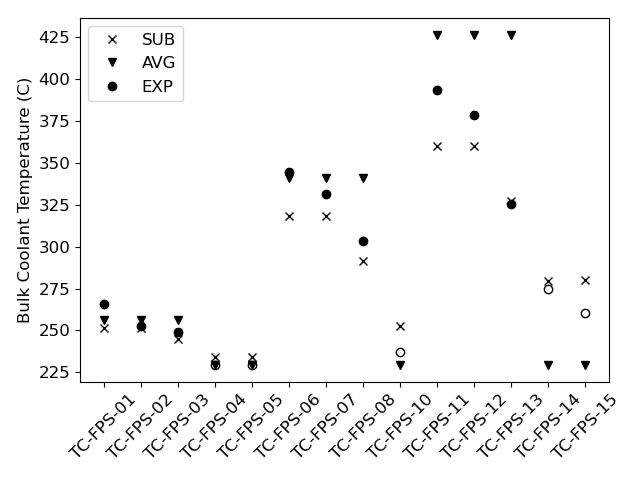 SUB
AVG
EXP
Bulk Coolant Temperature (C)
425
400
375
350
325
300
275
250
225
TC-FPS-01
TC-FPS-02
TC-FPS-03
TC-FPS-04
TC-FPS-05
TC-FPS-06
TC-FPS-07
TC-FPS-08
TC-FPS-10
TC-FPS-11
TC-FPS-12
TC-FPS-13
TC-FPS-14
TC-FPS-15